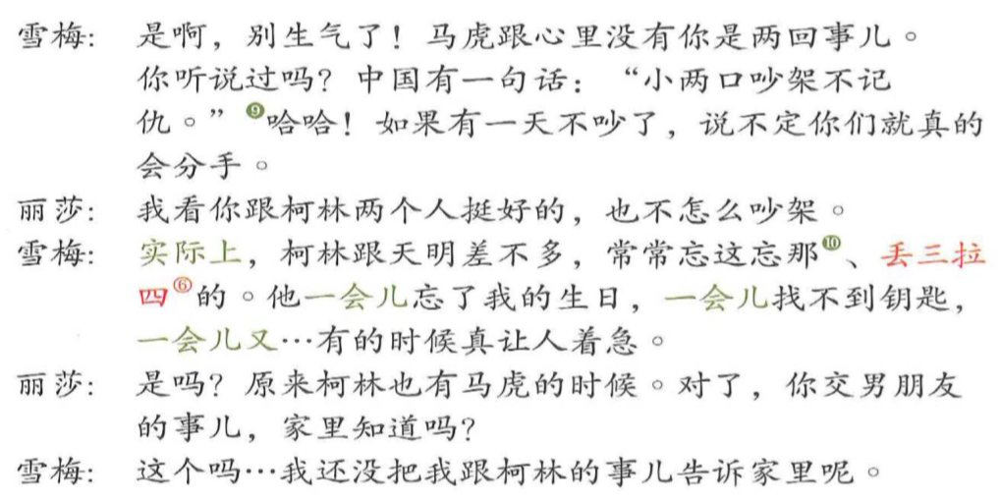 雪梅： 是啊，别生气了！马虎跟心里没有你是两回事儿。
你听说过吗？中国有一句话：“小两口吵架不记
仇。”❾哈哈！如果有一天不吵了，说不定你们就真的
会分手。
丽莎： 我看你跟柯林两个人挺好的，也不怎么吵架。
雪梅： 实际上，柯林跟天明差不多，常常忘这忘那❿、丢三拉
四⑥的。他一会儿忘了我的生日，一会儿找不到钥匙，
一会儿又…有的时候真让人着急。
丽莎： 是吗？原来柯林也有马虎的时候。对了，你交男朋友
的事儿，家里知道吗？
雪梅： 这个吗…我还没把我跟柯林的事儿告诉家里呢。